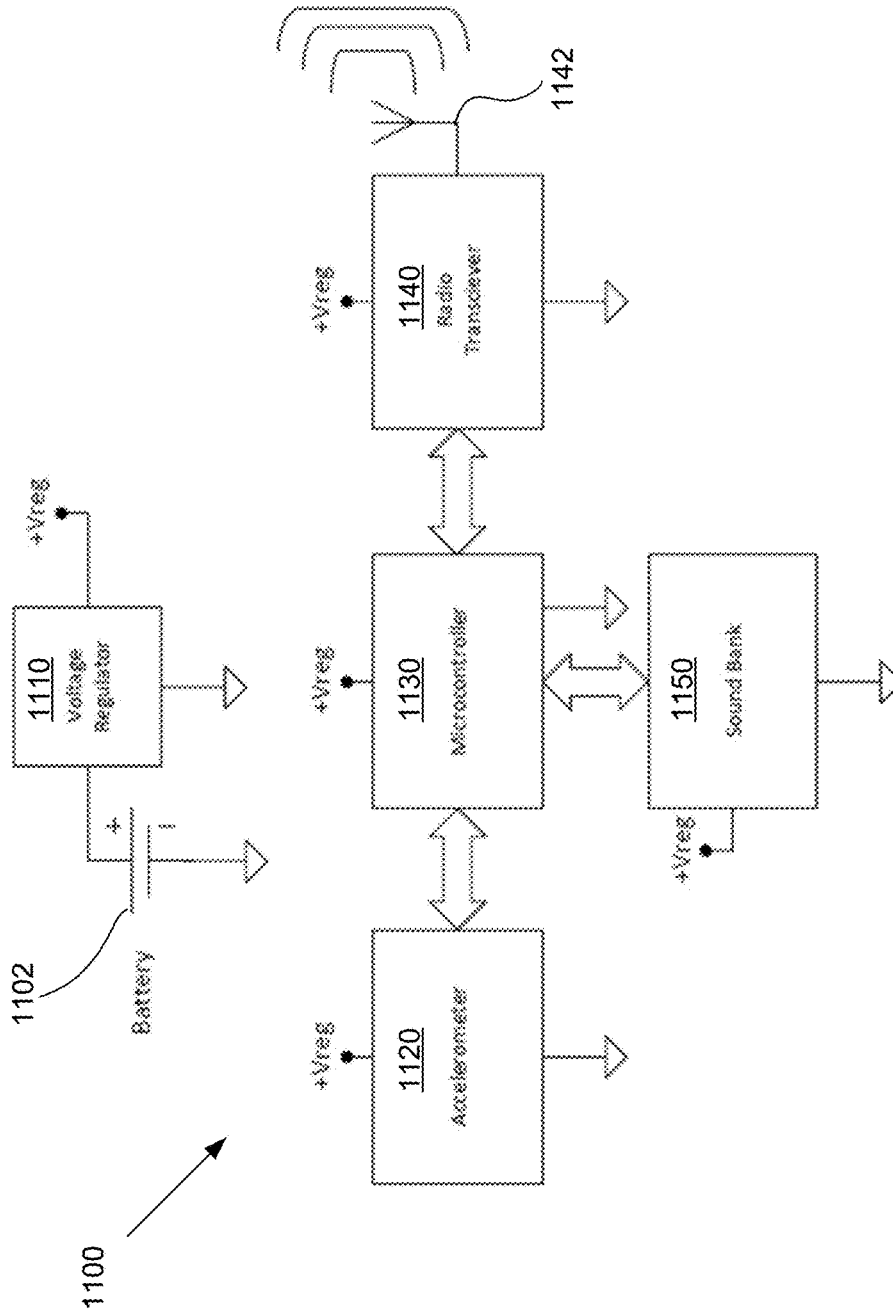 1100
1102
Battery
+Vreg
1110
Voltage
Regulator
+Vreg
1120
Accelerometer
+Vreg
1130
Microcontroller
+Vreg
1140
Radio
Transciever
1142
+Vreg
1150
Sound Bank